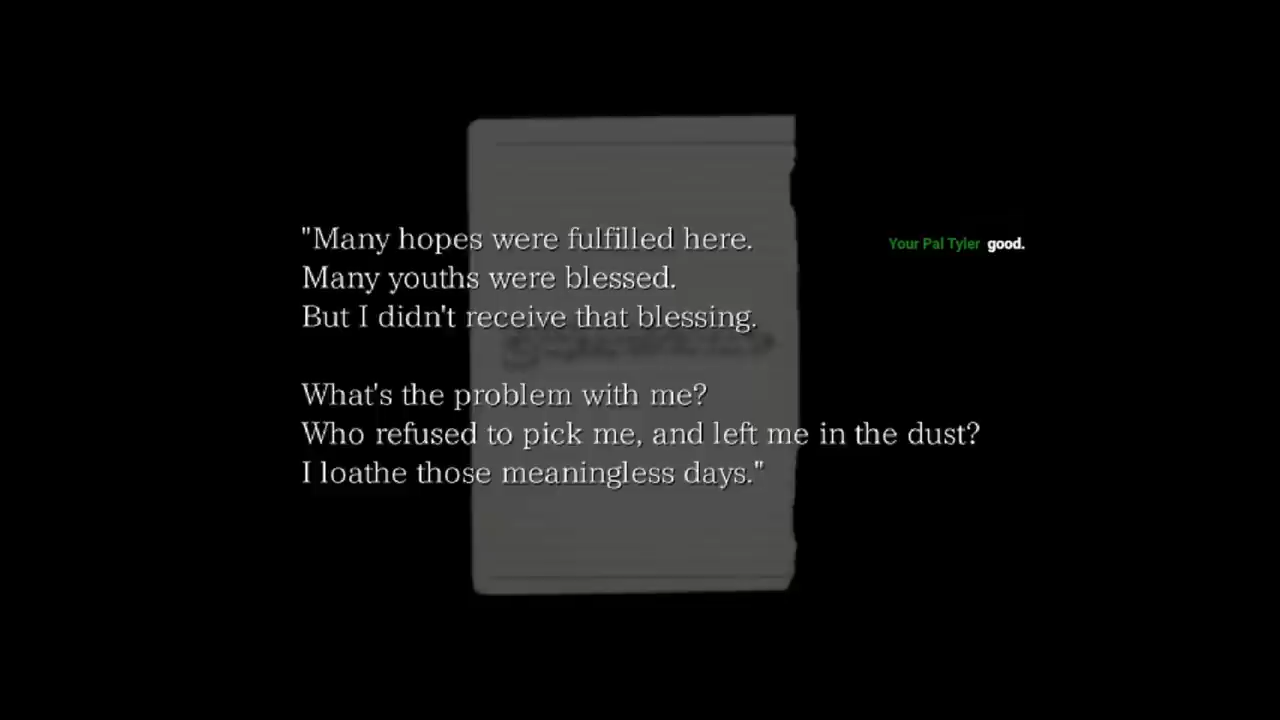 "Many hopes were fulfilled here.
Many youths were blessed.
But I didn't receive that blessing.
What's the problem with me?
Who refused to pick me, and left me in the dust?
I loathe those meaningless days."
Your Pal Tyler good.